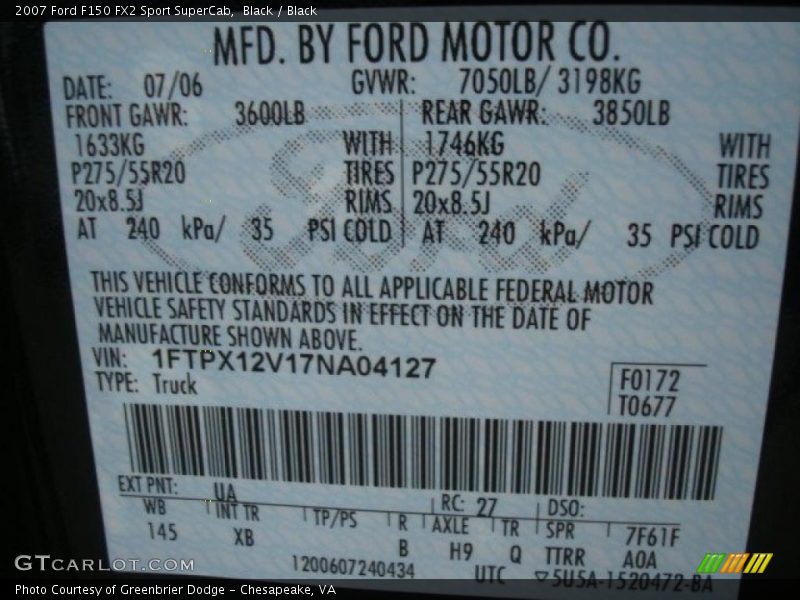 2007 Ford F150 FX2 Sport SuperCab, Black / Black
MFD. BY FORD MOTOR CO.
DATE: 07/06 GVWR: 7050LB/ 3198KG
FRONT GAWR: 3600LB REAR GAWR: 3850LB
1633KG WITH 1746KG WITH
P275/55R20 TIRES P275/55R20 TIRES
20x8.5J RIMS 20x8.5J RIMS
AT 240 kPa/ 35 PSI COLD AT 240 kPa/ 35 PSI COLD
Ford
THIS VEHICLE CONFORMS TO ALL APPLICABLE FEDERAL MOTOR
VEHICLE SAFETY STANDARDS IN EFFECT ON THE DATE OF
MANUFACTURE SHOWN ABOVE.
VIN: 1FTPX12V17NA04127
TYPE: Truck
F0172
T0677
EXT PNT: UA RC: 27 DSO:
WB INT TR TP/PS R AXLE TR SPR 7F61F
145 XB B H9 Q TTRR A0A
1200607240434 UTC ▽5U5A-1520472-BA
GTCARLOT.COM
Photo Courtesy of Greenbrier Dodge - Chesapeake, VA